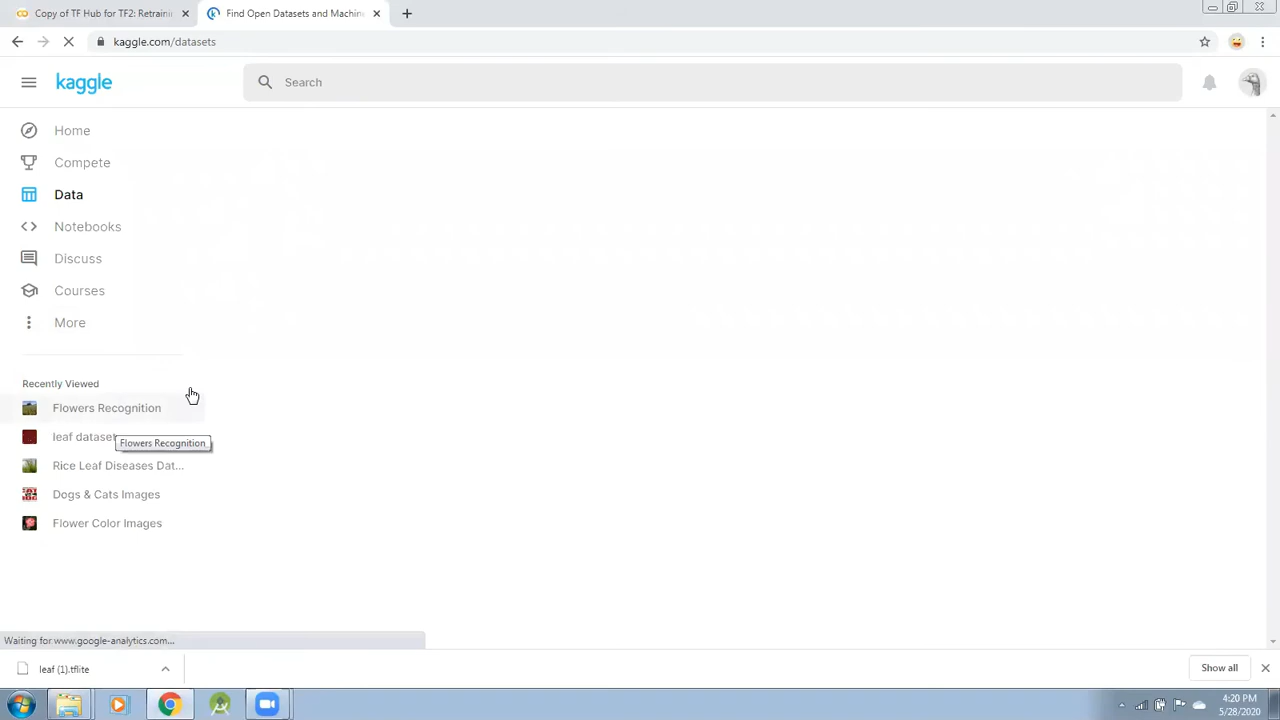 Copy of TF Hub for TF2: Retrainin
Find Open Datasets and Machin
kaggle.com/datasets
kaggle
Search
Home
Compete
Data
Notebooks
Discuss
Courses
More
Recently Viewed
Flowers Recognition
leaf dataset
Flowers Recognition
Rice Leaf Diseases Dat...
Dogs & Cats Images
Flower Color Images
Waiting for www.google-analytics.com...
leaf (1).tflite
Show all
4:20 PM
5/28/2020